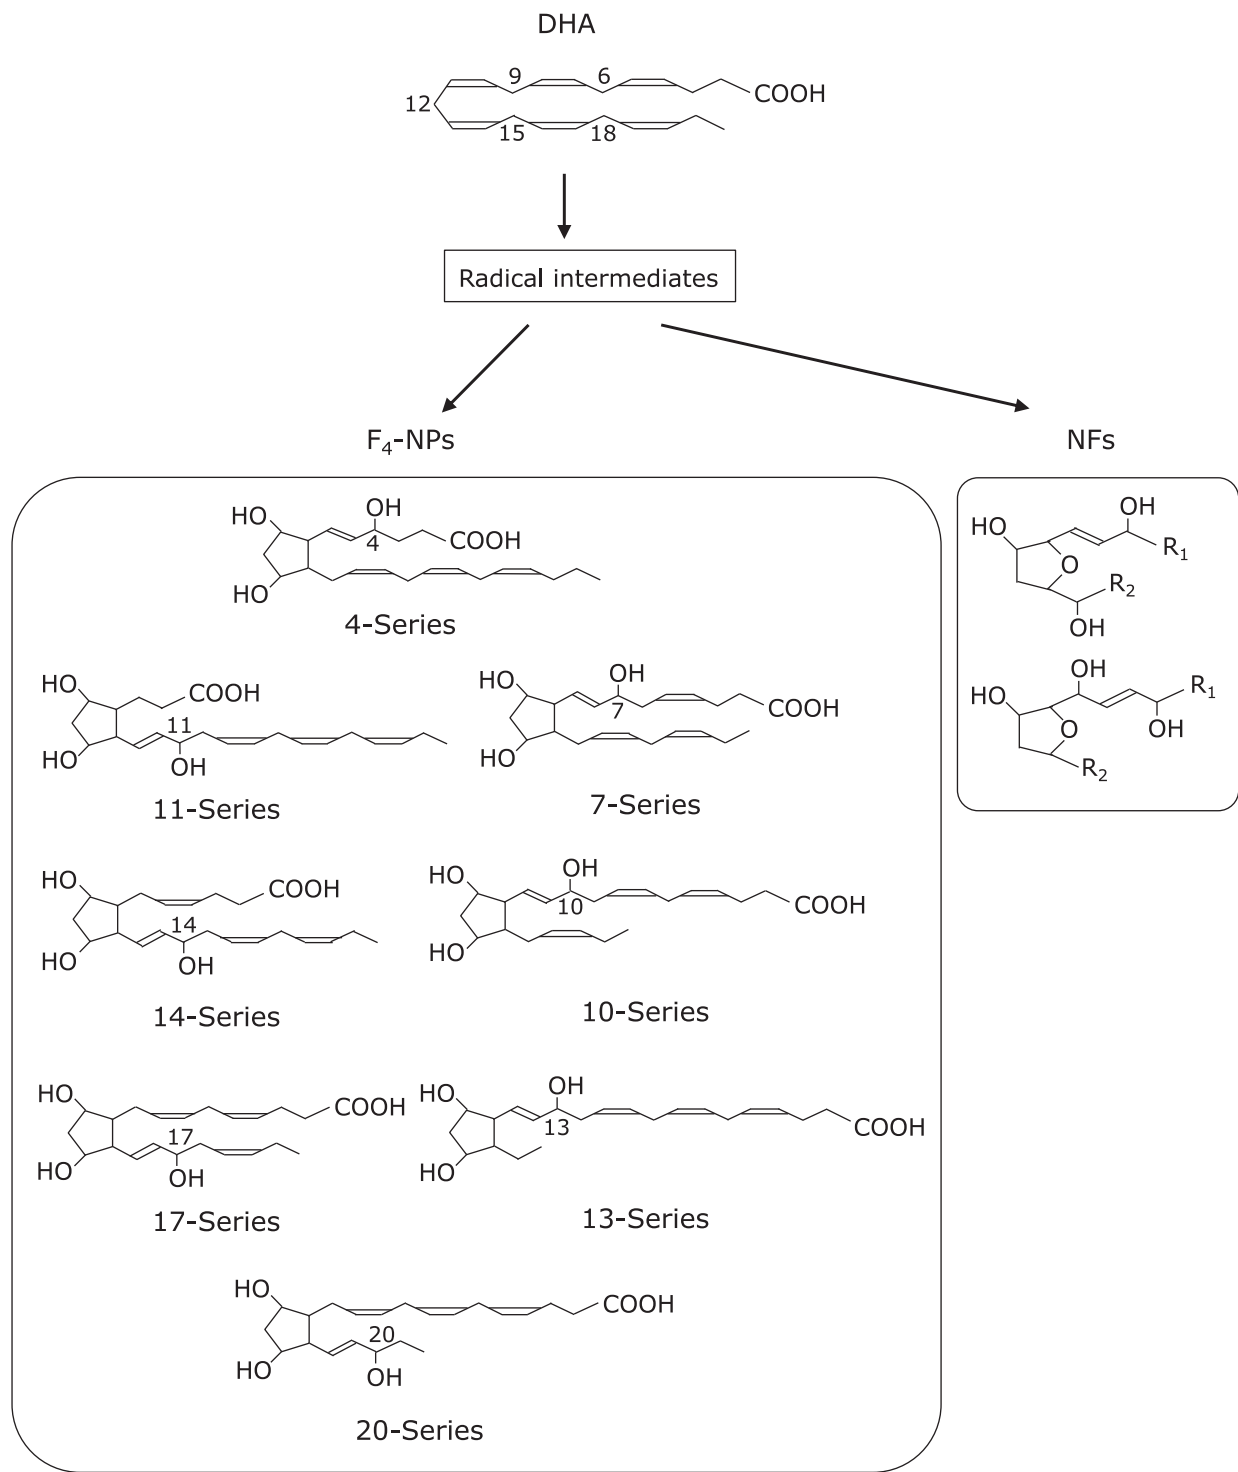 DHA
9 6
12 COOH
15 18
Radical intermediates
F₄-NPs NFs
HO OH
4 COOH
HO
4-Series
OH
HO R₁
O
R₂
OH
OH
HO R₁
O OH
R₂
HO COOH
11
HO OH
11-Series
HO OH
7 COOH
HO
7-Series
HO COOH
14
HO OH
14-Series
HO OH
10 COOH
HO
10-Series
HO COOH
17
HO OH
17-Series
HO OH
13 COOH
HO
13-Series
HO COOH
20
HO OH
20-Series